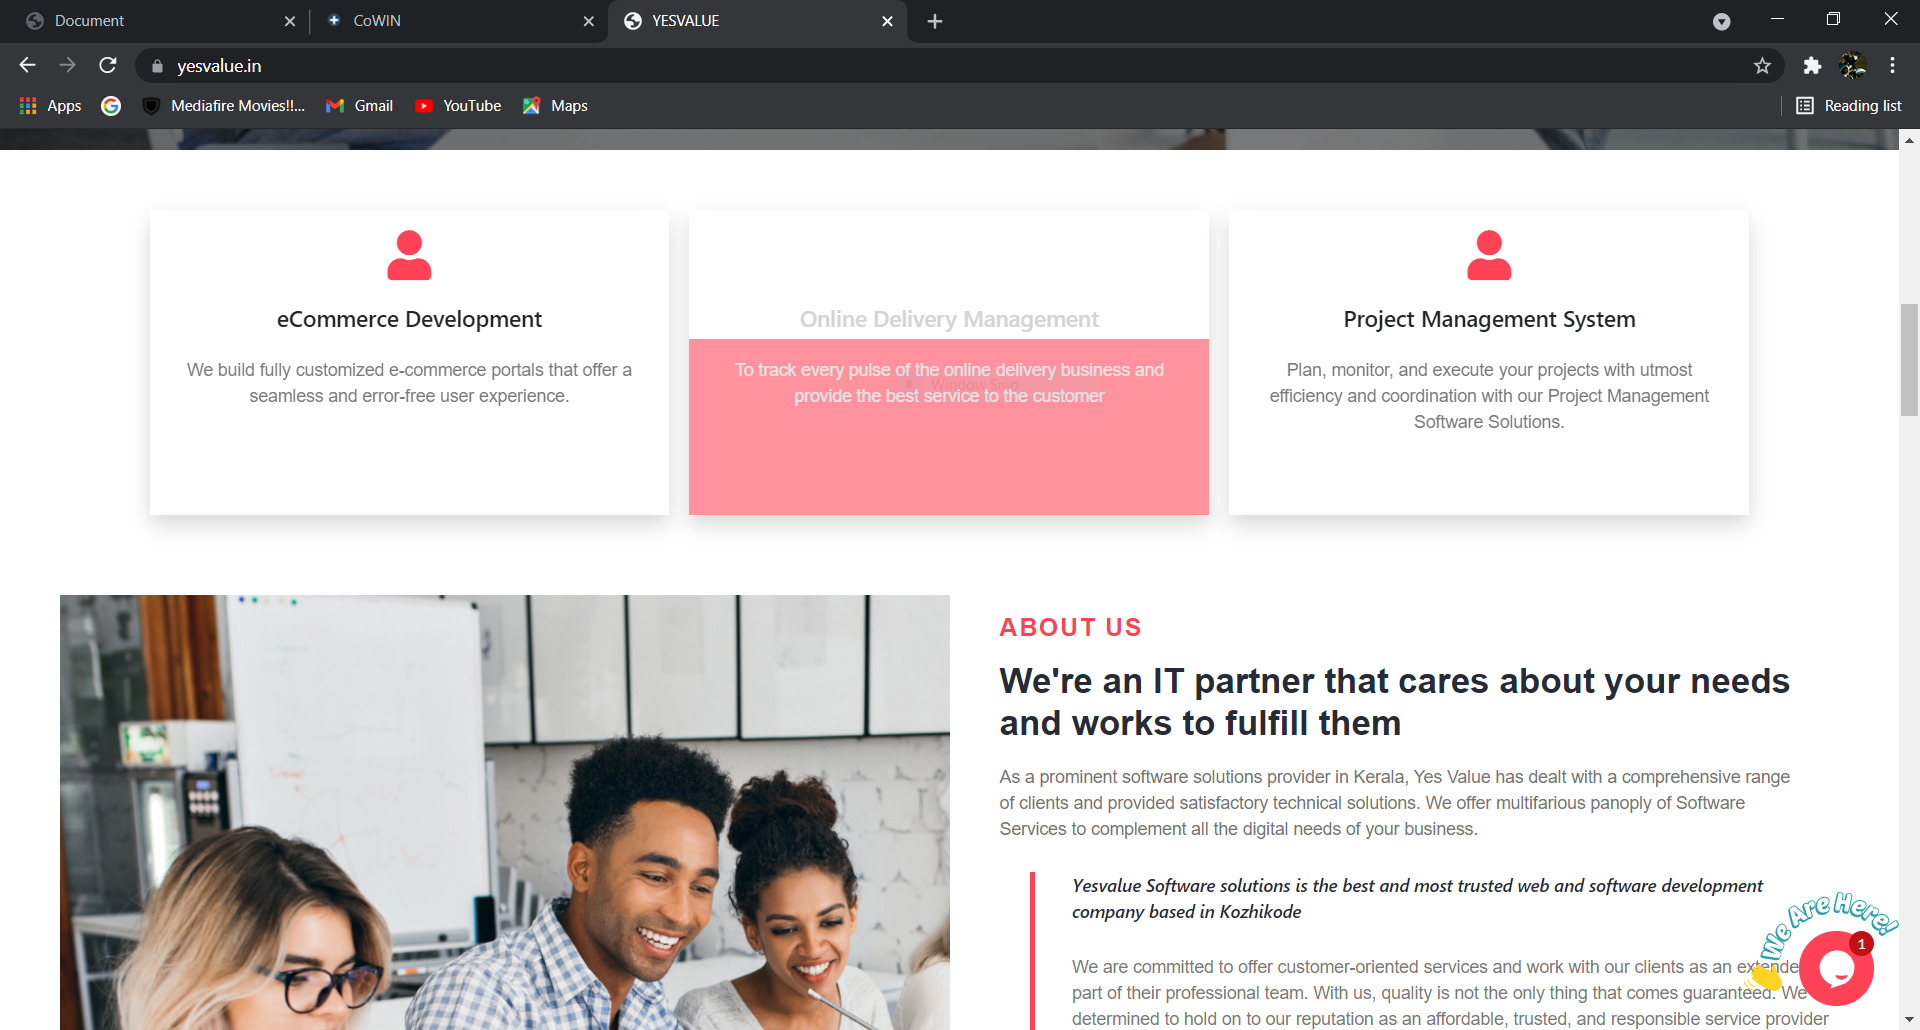 Document
CoWIN
YESVALUE
yesvalue.in
Apps
Mediafire Movies!!...
Gmail
YouTube
Maps
Reading list
eCommerce Development
We build fully customized e-commerce portals that offer a
seamless and error-free user experience.
Online Delivery Management
To track every pulse of the online delivery business and
provide the best service to the customer
Window Snip
Project Management System
Plan, monitor, and execute your projects with utmost
efficiency and coordination with our Project Management
Software Solutions.
ABOUT US
We're an IT partner that cares about your needs
and works to fulfill them
As a prominent software solutions provider in Kerala, Yes Value has dealt with a comprehensive range
of clients and provided satisfactory technical solutions. We offer multifarious panoply of Software
Services to complement all the digital needs of your business.
Yesvalue Software solutions is the best and most trusted web and software development
company based in Kozhikode
We are committed to offer customer-oriented services and work with our clients as an extende
part of their professional team. With us, quality is not the only thing that comes guaranteed. We
determined to hold on to our reputation as an affordable, trusted, and responsible service provider
We Are Here!
1